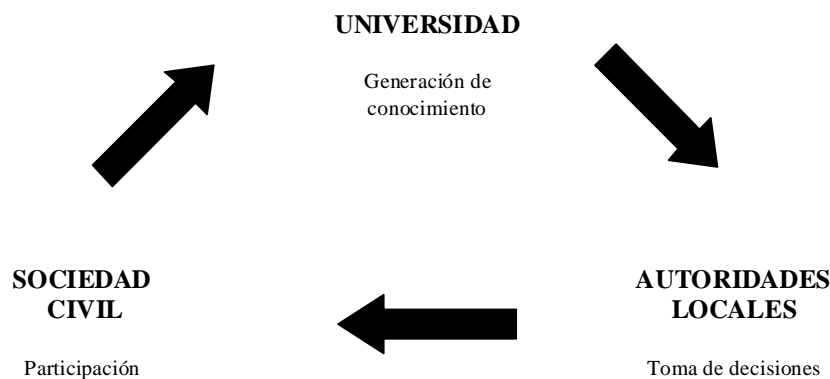 UNIVERSIDAD
Generación de
conocimiento
SOCIEDAD
CIVIL
Participación
AUTORIDADES
LOCALES
Toma de decisiones